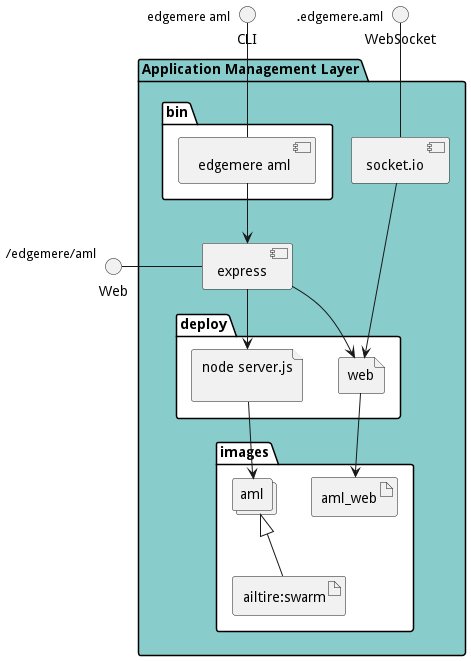 edgemere aml
CLI
.edgemere.aml
WebSocket
Application Management Layer
bin
edgemere aml
socket.io
/edgemere/aml
Web
express
deploy
node server.js
web
images
aml
aml_web
ailtire:swarm